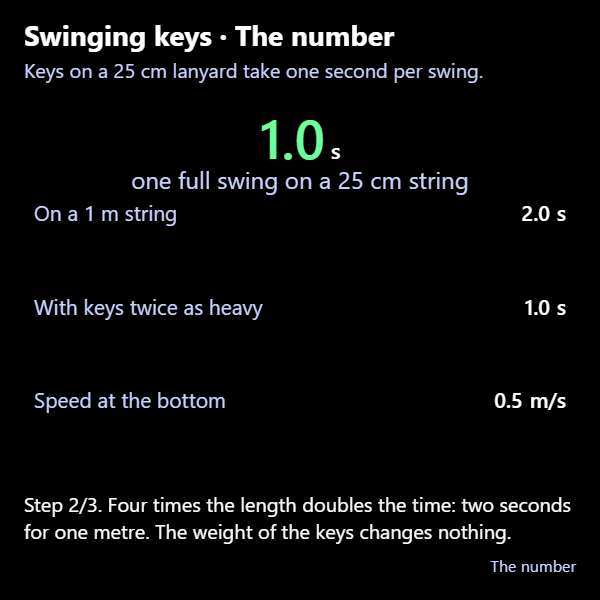 Swinging keys · The number
Keys on a 25 cm lanyard take one second per swing.
1.0 s
one full swing on a 25 cm string
On a 1 m string 2.0 s
With keys twice as heavy 1.0 s
Speed at the bottom 0.5 m/s
Step 2/3. Four times the length doubles the time: two seconds
for one metre. The weight of the keys changes nothing.
The number